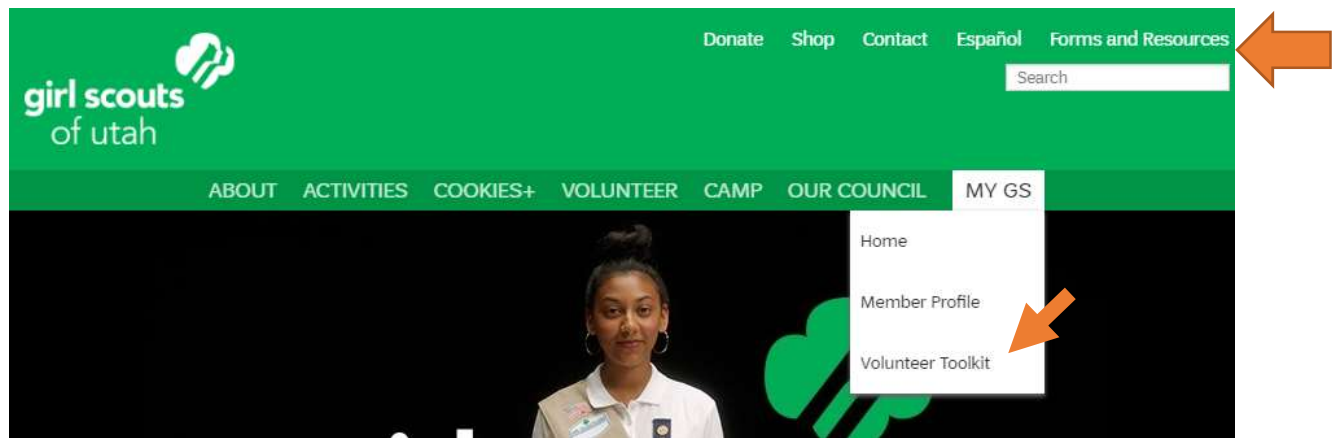 Donate Shop Contact Español Forms and Resources
Search
girl scouts
of utah
ABOUT ACTIVITIES COOKIES+ VOLUNTEER CAMP OUR COUNCIL MY GS
Home
Member Profile
Volunteer Toolkit